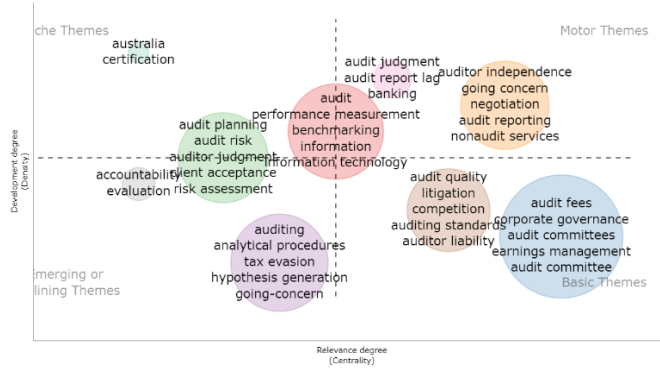 che Themes
Motor Themes
australia
certification
audit judgment
audit report lag
banking
auditor independence
going concern
negotiation
audit reporting
nonaudit services
audit
performance measurement
benchmarking
information
information technology
audit planning
audit risk
auditor judgment
client acceptance
risk assessment
accountability
evaluation
audit quality
litigation
competition
auditing standards
auditor liability
audit fees
corporate governance
audit committees
earnings management
audit committee
auditing
analytical procedures
tax evasion
hypothesis generation
going-concern
Emerging or
lining Themes
Basic Themes
Development degree
(Density)
Relevance degree
(Centrality)